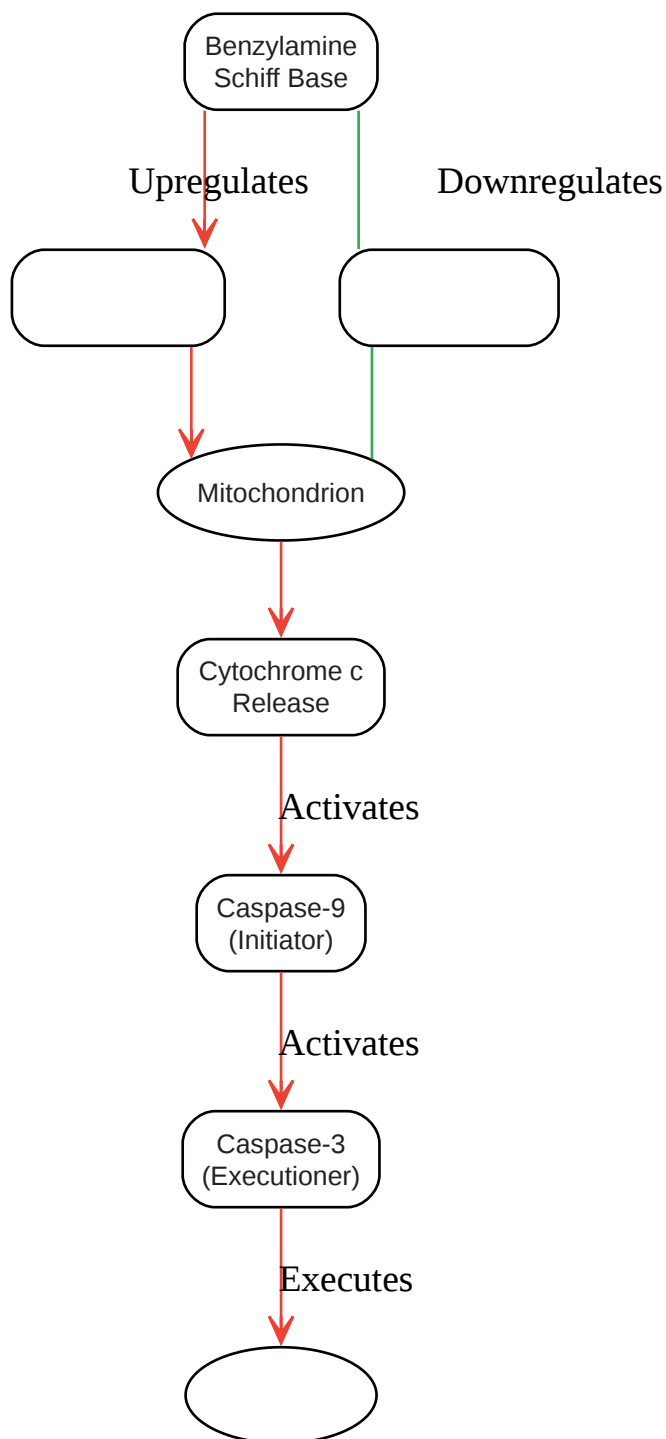 Benzylamine
Schiff Base
Upregulates
Downregulates
Mitochondrion
Cytochrome c
Release
Activates
Caspase-9
(Initiator)
Activates
Caspase-3
(Executioner)
Executes